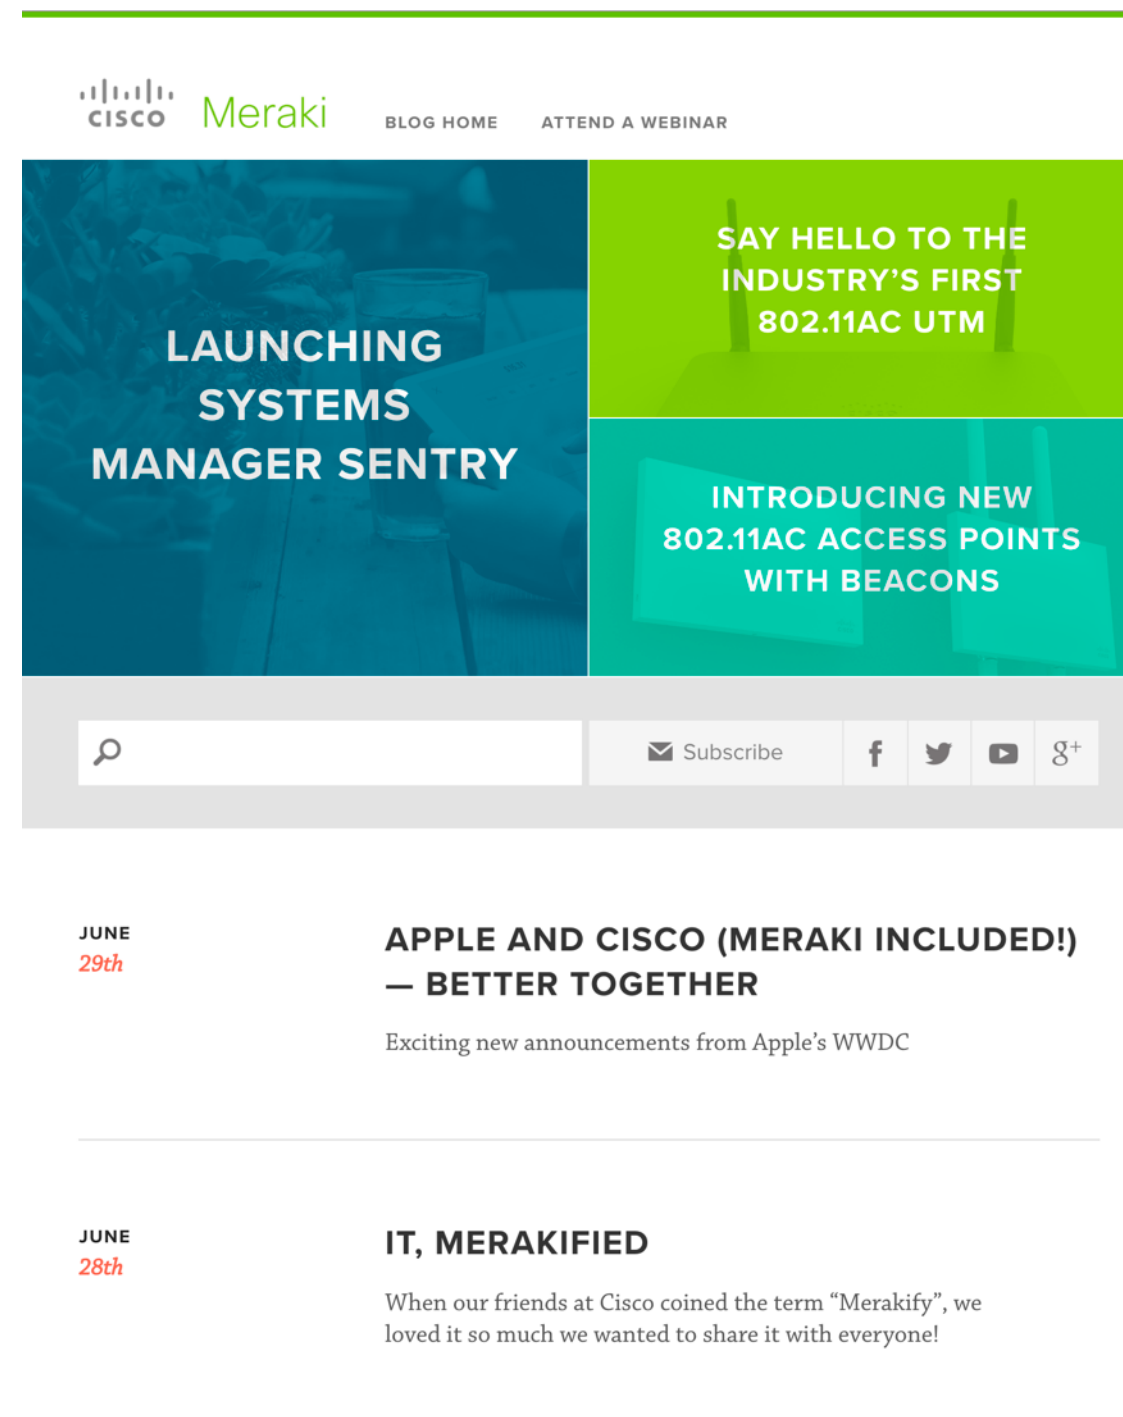 CISCO
Meraki
BLOG HOME
ATTEND A WEBINAR
LAUNCHING
SYSTEMS
MANAGER SENTRY
SAY HELLO TO THE
INDUSTRY’S FIRST
802.11AC UTM
INTRODUCING NEW
802.11AC ACCESS POINTS
WITH BEACONS
Subscribe
f
g+
JUNE
29th
APPLE AND CISCO (MERAKI INCLUDED!)
— BETTER TOGETHER
Exciting new announcements from Apple’s WWDC
JUNE
28th
IT, MERAKIFIED
When our friends at Cisco coined the term “Merakify”, we
loved it so much we wanted to share it with everyone!